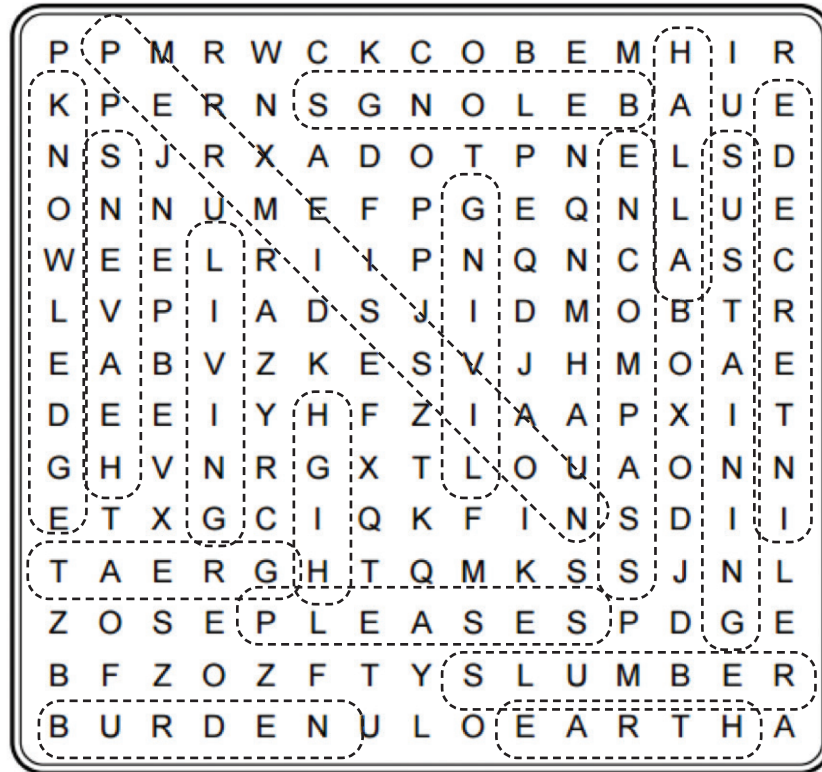 P P M R W C K C O B E M H I R
K P E R N S G N O L E B A U E
N S J R X A D O T P N E L S D
O N N U M E F P G E Q N L U E
W E E L R I I P N Q N C A S C
L V P I A D S J I D M O B T R
E A B V Z K E S V J H M O A E
D E E I Y H F Z I A A P X I T
G H V N R G X T L O U A O N N
E T X G C I Q K F I N S D I I
T A E R G H T Q M K S S J N L
Z O S E P L E A S E S P D G E
B F Z O Z F T Y S L U M B E R
B U R D E N U L O E A R T H A